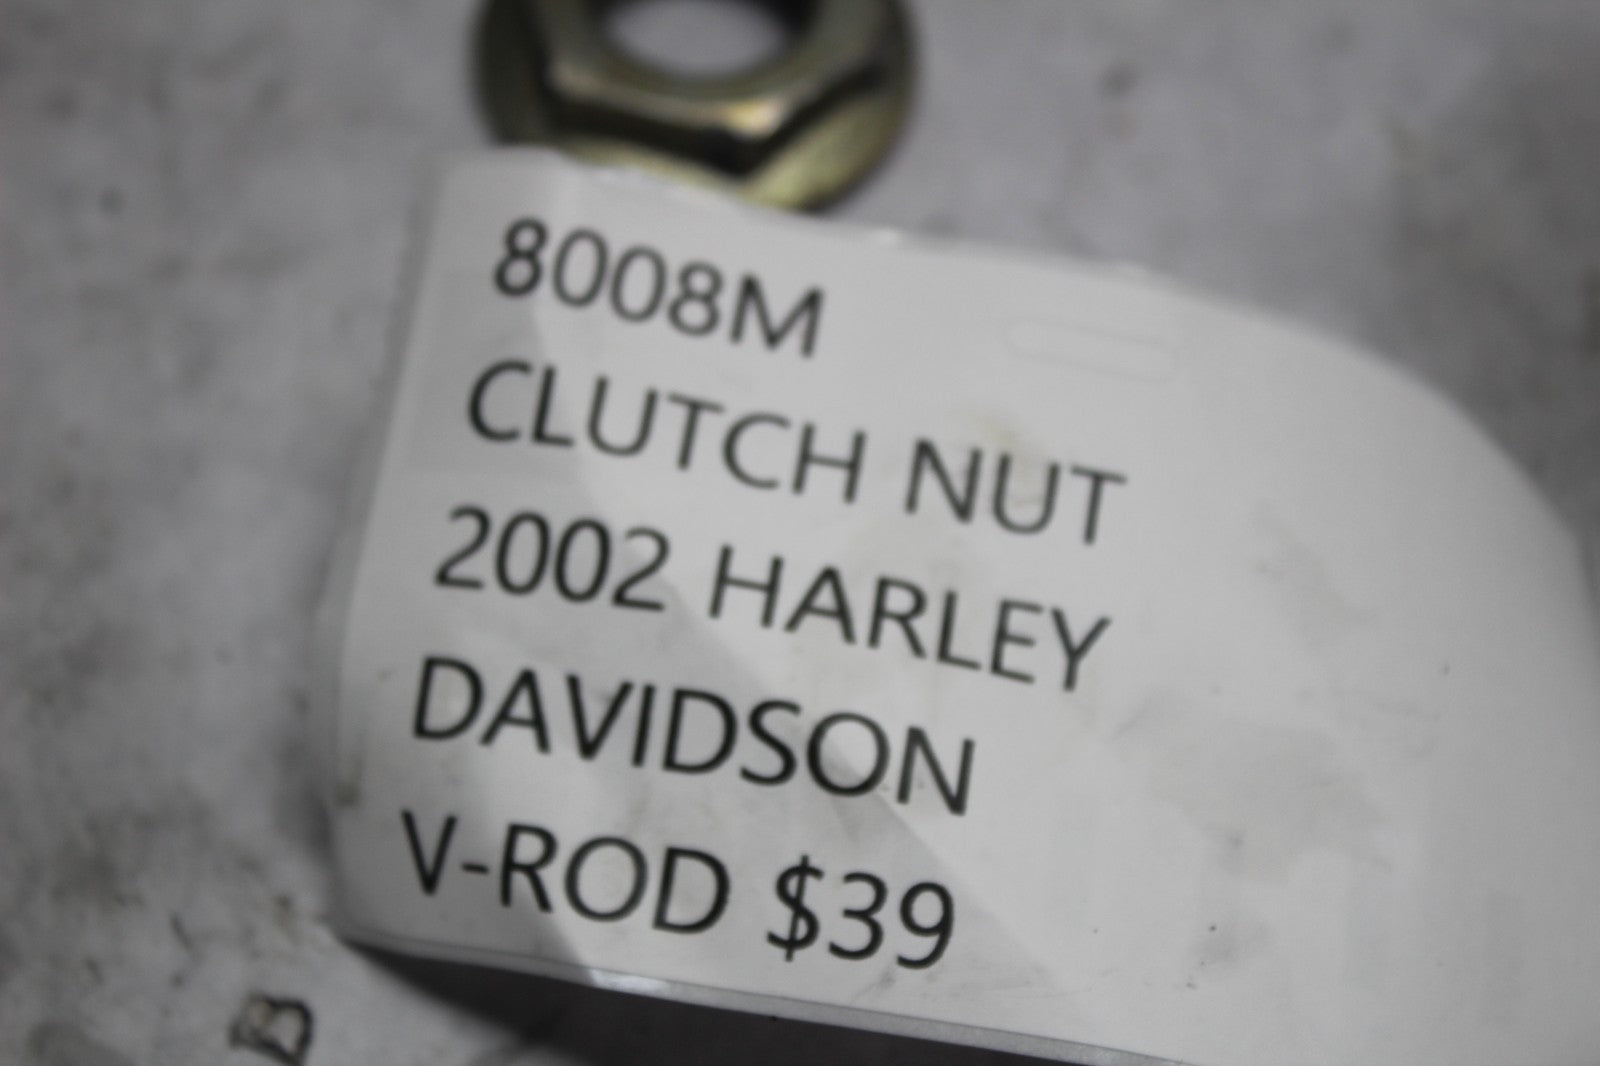 8008M
CLUTCH NUT
2002 HARLEY
DAVIDSON
V-ROD $39